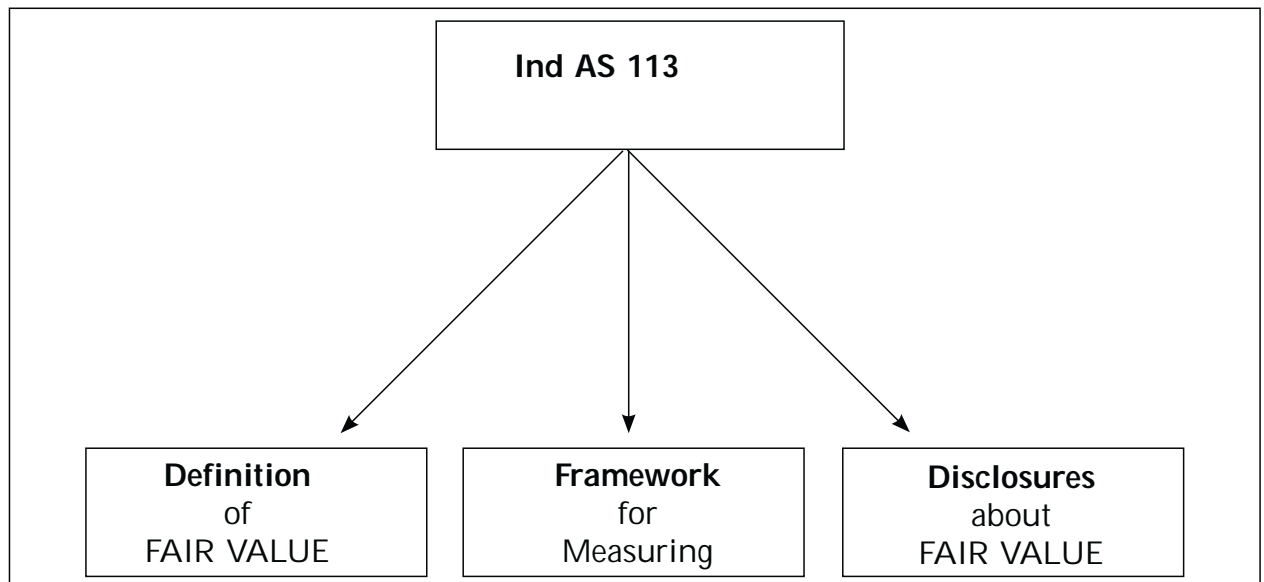 Ind AS 113
Definition
of
FAIR VALUE
Framework
for
Measuring
Disclosures
about
FAIR VALUE